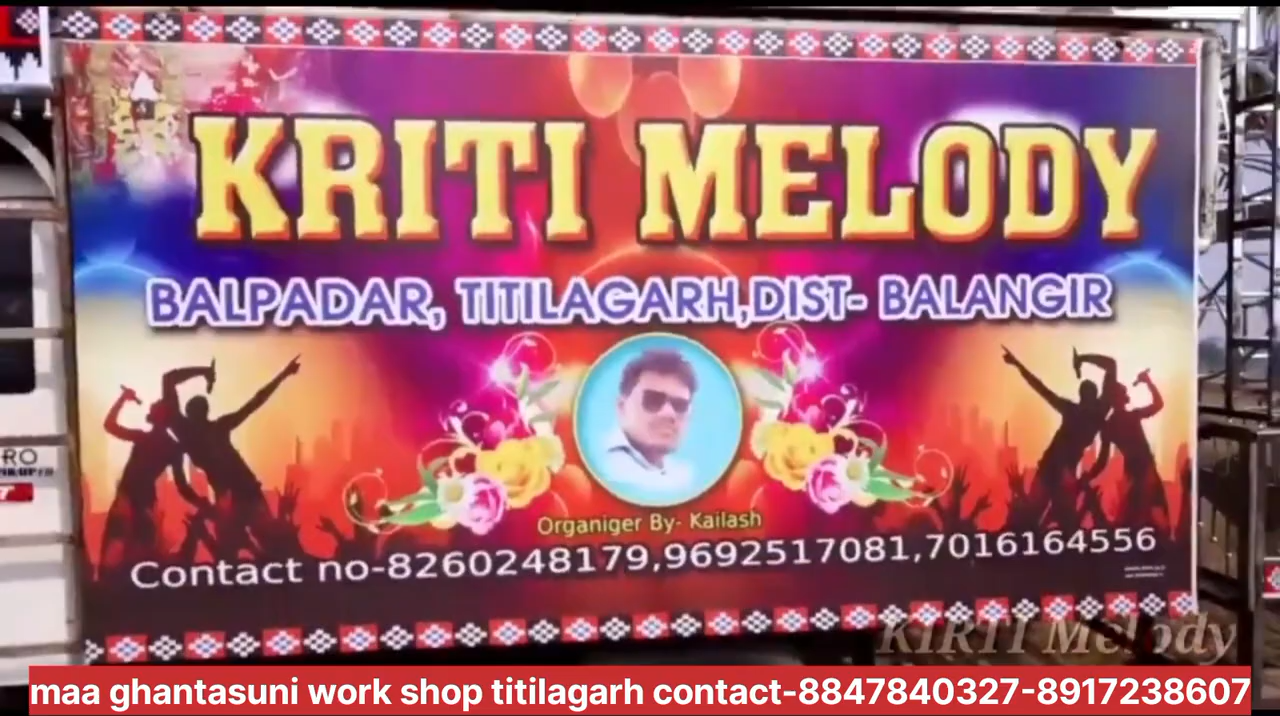 KRITI MELODY
BALPADAR, TITILAGARH,DIST- BALANGIR
RO
Organiger By- Kailash
Contact no-8260248179,9692517081,7016164556
KIRTI Melody
maa ghantasuni work shop titilagarh contact-8847840327-8917238607